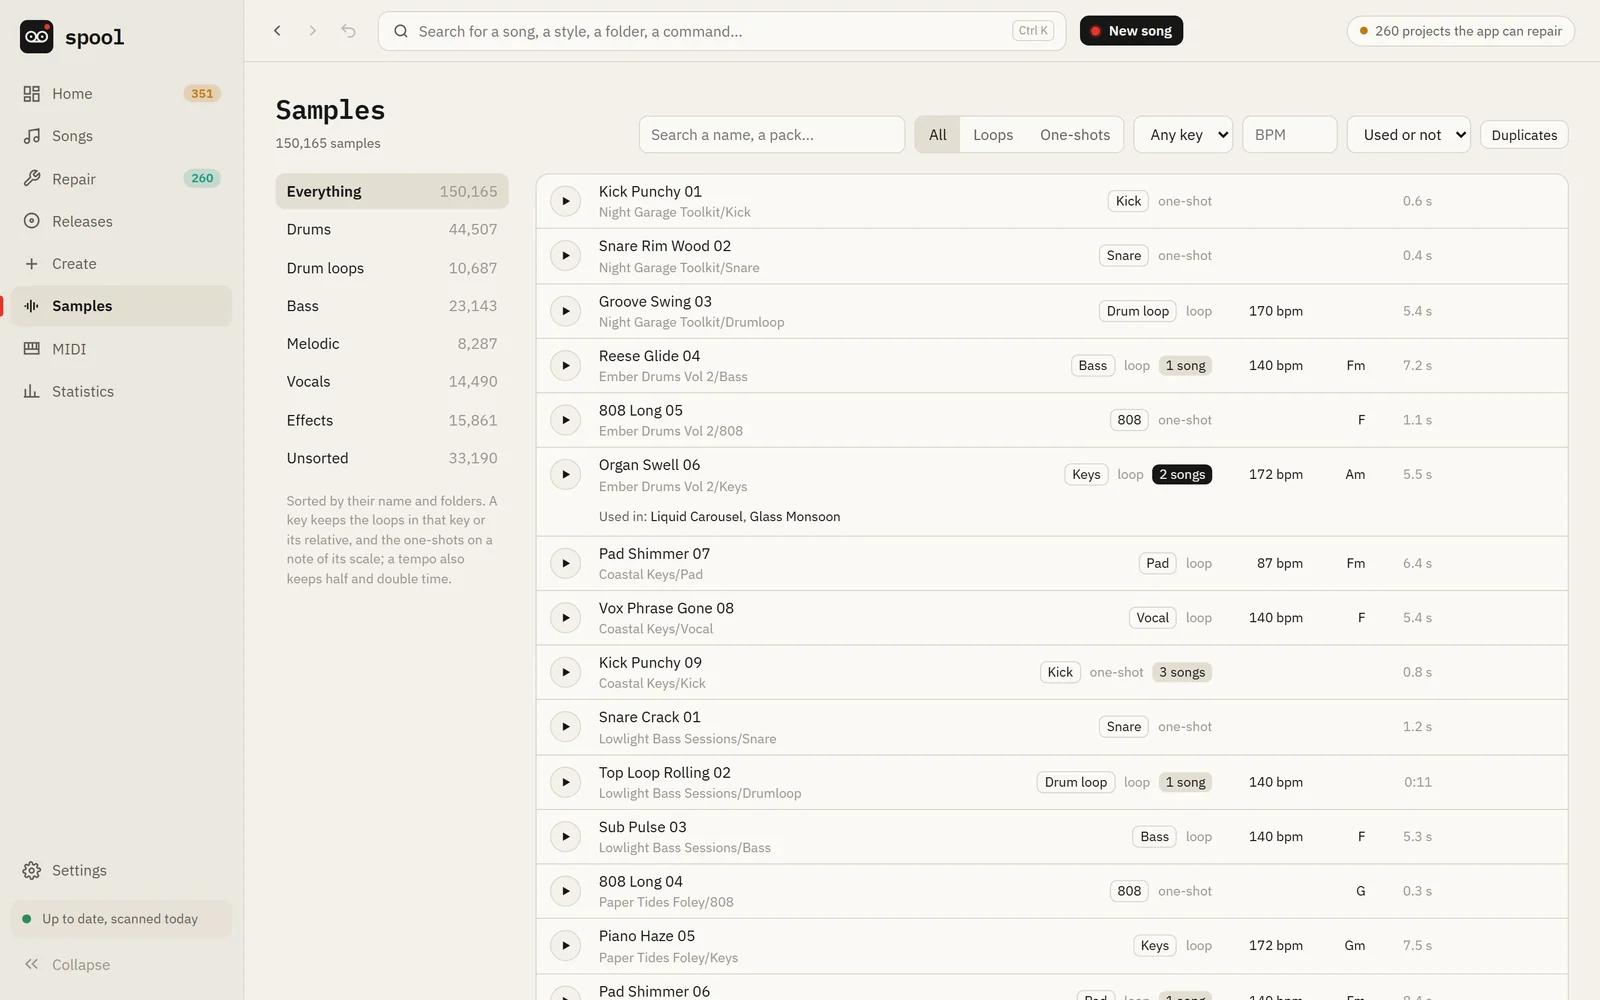 spool
Search for a song, a style, a folder, a command...
Ctrl K
New song
260 projects the app can repair
Home 351
Songs
Repair 260
Releases
Create
Samples
MIDI
Statistics
Settings
Up to date, scanned today
Collapse
Samples
150,165 samples
Search a name, a pack...
All
Loops
One-shots
Any key
BPM
Used or not
Duplicates
Everything 150,165
Drums 44,507
Drum loops 10,687
Bass 23,143
Melodic 8,287
Vocals 14,490
Effects 15,861
Unsorted 33,190
Sorted by their name and folders. A
key keeps the loops in that key or
its relative, and the one-shots on a
note of its scale; a tempo also
keeps half and double time.
Kick Punchy 01
Night Garage Toolkit/Kick
Kick one-shot 0.6 s
Snare Rim Wood 02
Night Garage Toolkit/Snare
Snare one-shot 0.4 s
Groove Swing 03
Night Garage Toolkit/Drumloop
Drum loop loop 170 bpm 5.4 s
Reese Glide 04
Ember Drums Vol 2/Bass
Bass loop 1 song 140 bpm Fm 7.2 s
808 Long 05
Ember Drums Vol 2/808
808 one-shot F 1.1 s
Organ Swell 06
Ember Drums Vol 2/Keys
Keys loop 2 songs 172 bpm Am 5.5 s
Used in: Liquid Carousel, Glass Monsoon
Pad Shimmer 07
Coastal Keys/Pad
Pad loop 87 bpm Fm 6.4 s
Vox Phrase Gone 08
Coastal Keys/Vocal
Vocal loop 140 bpm F 5.4 s
Kick Punchy 09
Coastal Keys/Kick
Kick one-shot 3 songs 0.8 s
Snare Crack 01
Lowlight Bass Sessions/Snare
Snare one-shot 1.2 s
Top Loop Rolling 02
Lowlight Bass Sessions/Drumloop
Drum loop loop 1 song 140 bpm 0:11
Sub Pulse 03
Lowlight Bass Sessions/Bass
Bass loop 140 bpm F 5.3 s
808 Long 04
Paper Tides Foley/808
808 one-shot G 0.3 s
Piano Haze 05
Paper Tides Foley/Keys
Keys loop 172 bpm Gm 7.5 s
Pad Shimmer 06